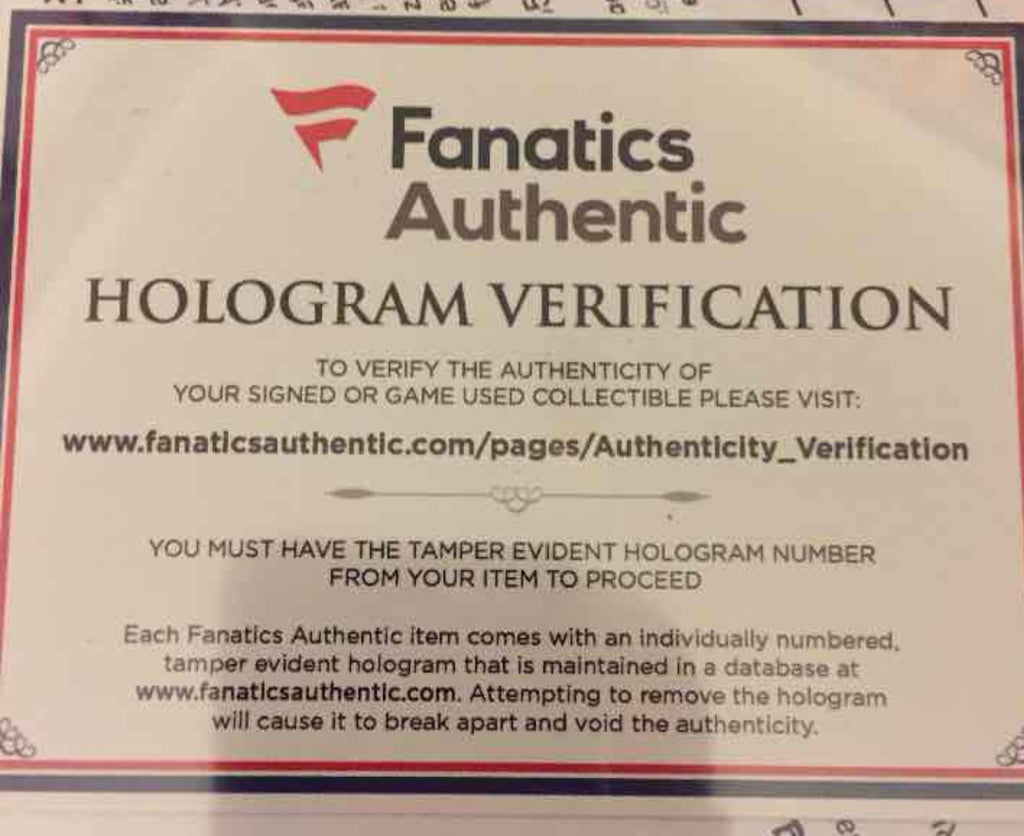 Fanatics
Authentic
HOLOGRAM VERIFICATION
TO VERIFY THE AUTHENTICITY OF
YOUR SIGNED OR GAME USED COLLECTIBLE PLEASE VISIT:
www.fanaticsauthentic.com/pages/Authenticity_Verification
YOU MUST HAVE THE TAMPER EVIDENT HOLOGRAM NUMBER
FROM YOUR ITEM TO PROCEED
Each Fanatics Authentic item comes with an individually numbered,
tamper evident hologram that is maintained in a database at
www.fanaticsauthentic.com. Attempting to remove the hologram
will cause it to break apart and void the authenticity.